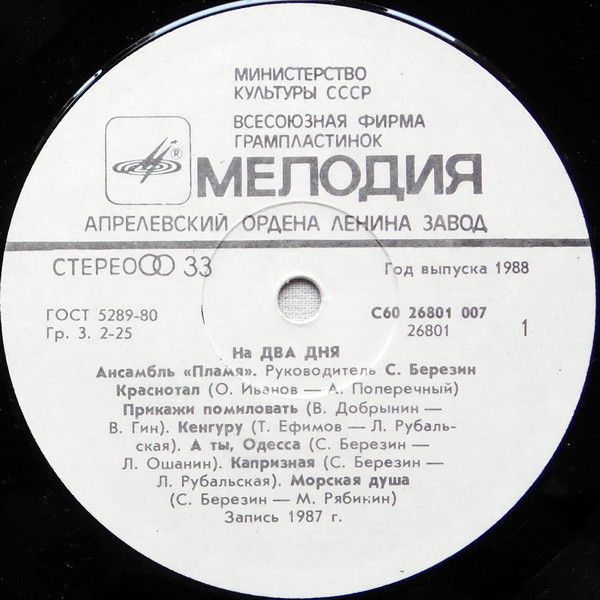 МИНИСТЕРСТВО
КУЛЬТУРЫ СССР
ВСЕСОЮЗНАЯ ФИРМА
ГРАМПЛАСТИНОК
®
МЕЛОДИЯ
АПРЕЛЕВСКИЙ ОРДЕНА ЛЕНИНА ЗАВОД
СТЕРЕО 33
Год выпуска 1988
ГОСТ 5289-80
Гр. 3. 2-25
С60 26801 007
26801
1
На ДВА ДНЯ
Ансамбль «Пламя». Руководитель С. Березин
Краснотал (О. Иванов — А. Поперечный)
Прикажи помиловать (В. Добрынин —
В. Гин). Кенгуру (Т. Ефимов — Л. Рубаль-
ская). А ты, Одесса (С. Березин —
Л. Ошанин). Капризная (С. Березин —
Л. Рубальская). Морская душа
(С. Березин — М. Рябинин)
Запись 1987 г.